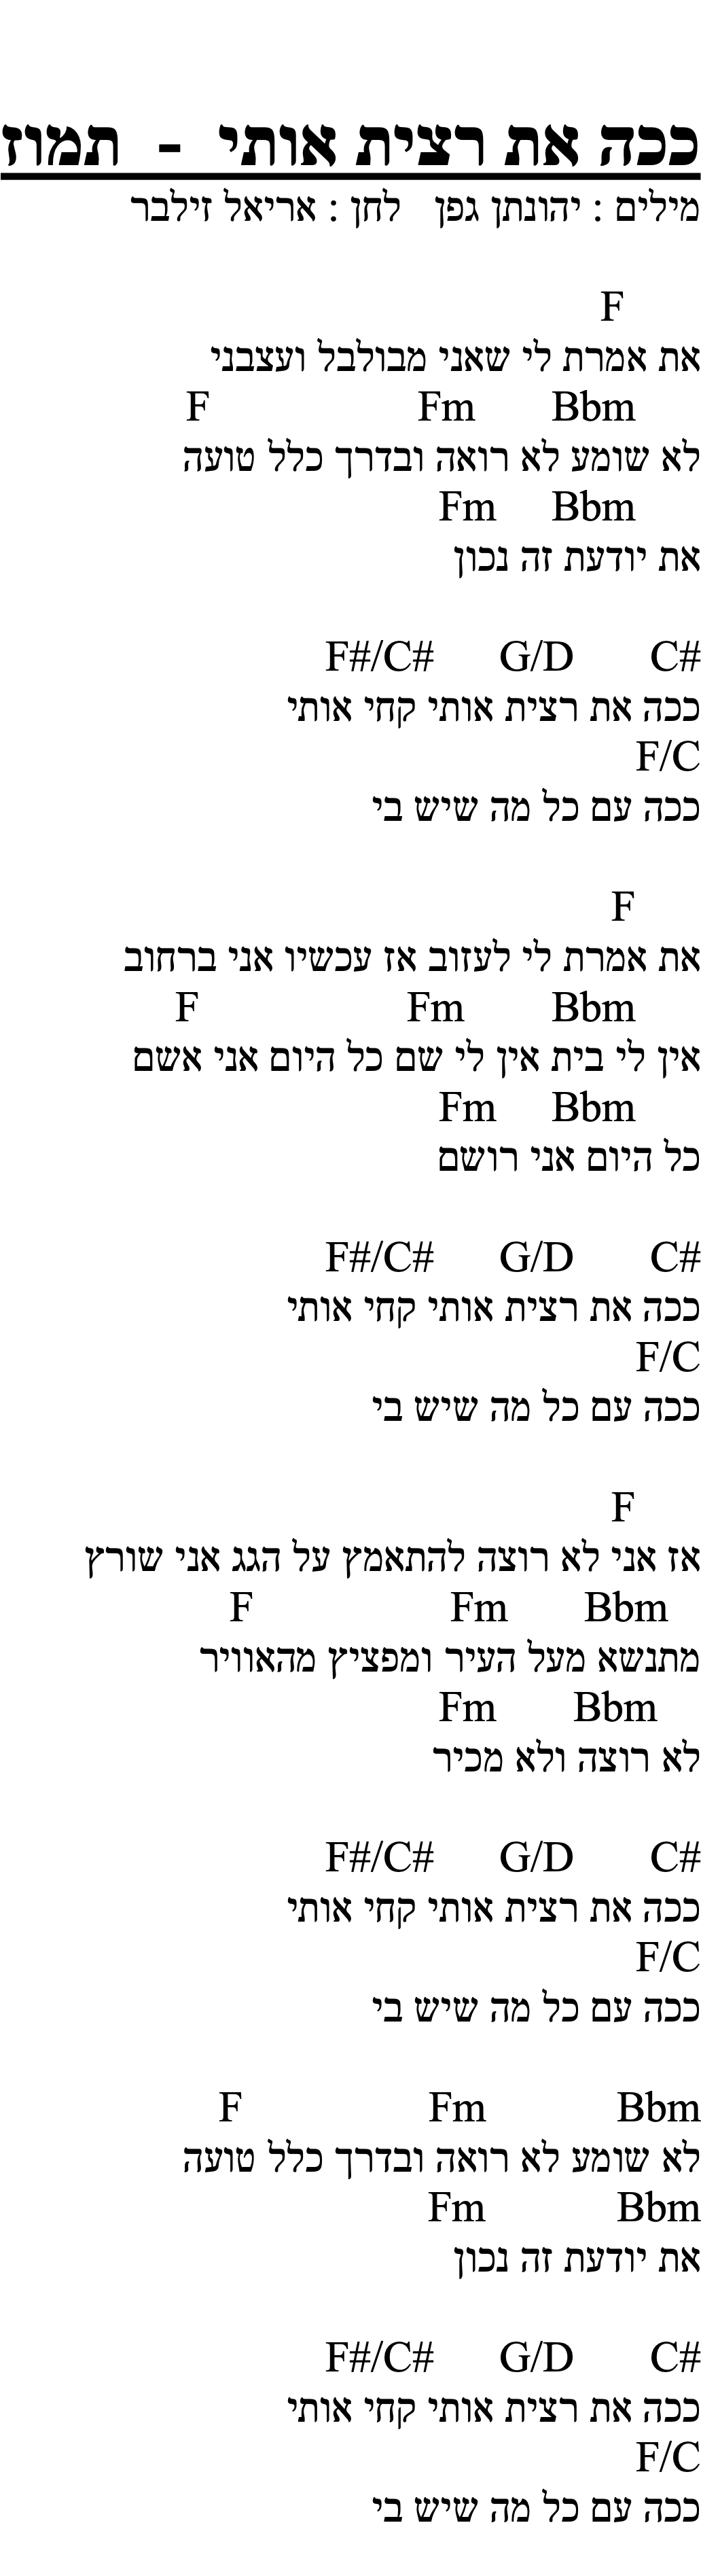 ככה את רצית אותי - תמוז
מילים : יהונתן גפן לחן : אריאל זילבר
F
את אמרת לי שאני מבולבל ועצבני
F Fm Bbm
לא שומע לא רואה ובדרך כלל טועה
Fm Bbm
את יודעת זה נכון
F#/C# G/D C#
ככה את רצית אותי קחי אותי
F/C
ככה עם כל מה שיש בי
F
את אמרת לי לעזוב אז עכשיו אני ברחוב
F Fm Bbm
אין לי בית אין לי שם כל היום אני אשם
Fm Bbm
כל היום אני רושם
F#/C# G/D C#
ככה את רצית אותי קחי אותי
F/C
ככה עם כל מה שיש בי
F
אז אני לא רוצה להתאמץ על הגג אני שורץ
F Fm Bbm
מתנשא מעל העיר ומפציץ מהאוויר
Fm Bbm
לא רוצה ולא מכיר
F#/C# G/D C#
ככה את רצית אותי קחי אותי
F/C
ככה עם כל מה שיש בי
F Fm Bbm
לא שומע לא רואה ובדרך כלל טועה
Fm Bbm
את יודעת זה נכון
F#/C# G/D C#
ככה את רצית אותי קחי אותי
F/C
ככה עם כל מה שיש בי